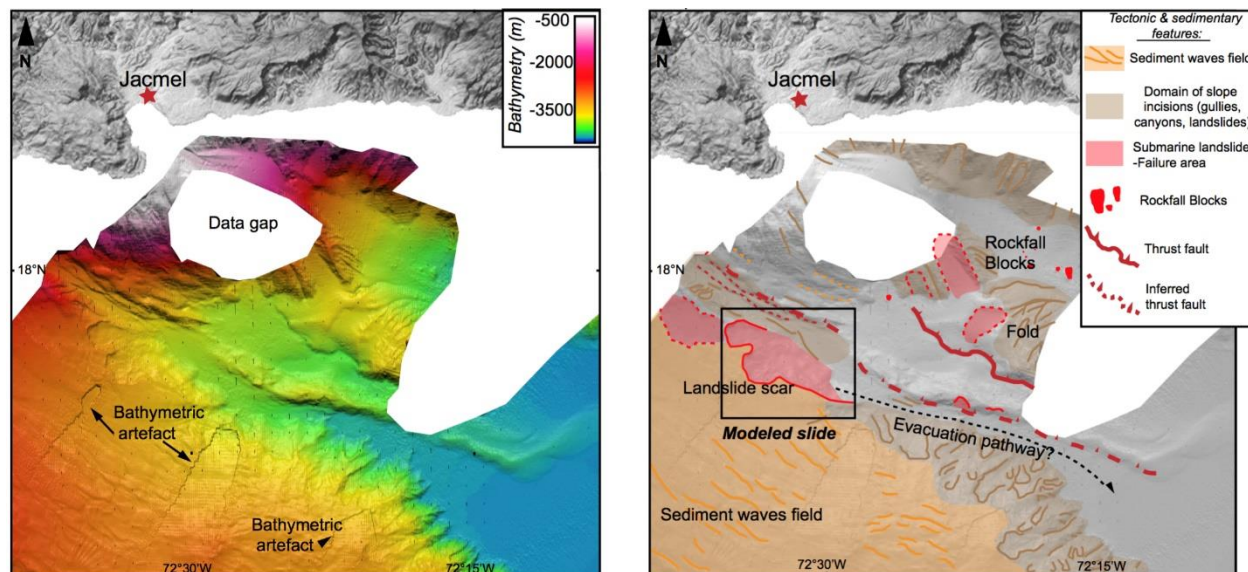 -500
-2000
-3500
Bathymetry (m)
N
Jacmel
Data gap
18°N
Bathymetric
artefact
Bathymetric
artefact
72°30'W
72°15'W
N
Jacmel
Tectonic & sedimentary
features:
Sediment waves field
Domain of slope
incisions (gullies,
canyons, landslides)
Submarine landslide
-Failure area
Rockfall Blocks
Thrust fault
Inferred
thrust fault
18°N
Rockfall
Blocks
Fold
Landslide scar
Modeled slide
Evacuation pathway?
Sediment waves field
72°30'W
72°15'W